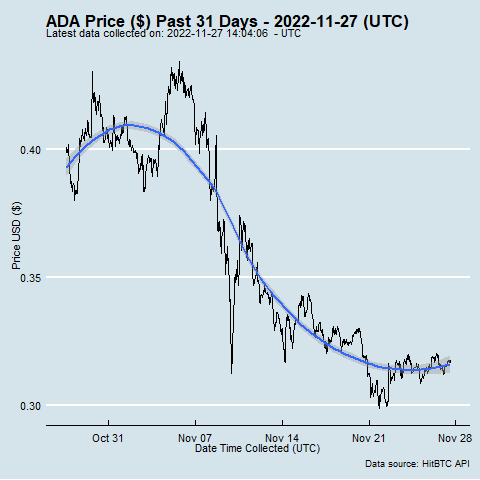 ADA Price ($) Past 31 Days - 2022-11-27 (UTC)
Latest data collected on: 2022-11-27 14:04:06 - UTC
Price USD ($)
0.40
0.35
0.30
Oct 31 Nov 07 Nov 14 Nov 21 Nov 28
Date Time Collected (UTC)
Data source: HitBTC API